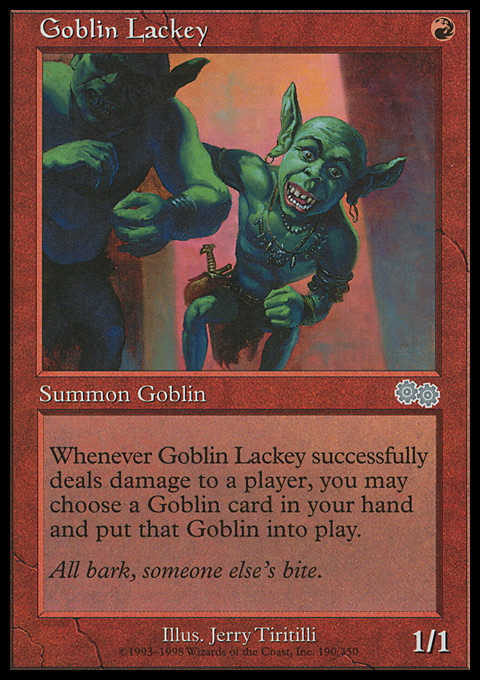 Goblin Lackey
Summon Goblin
Whenever Goblin Lackey successfully
deals damage to a player, you may
choose a Goblin card in your hand
and put that Goblin into play.
All bark, someone else's bite.
Illus. Jerry Tiritilli
1/1
©1993-1998 Wizards of the Coast, Inc. 190/350